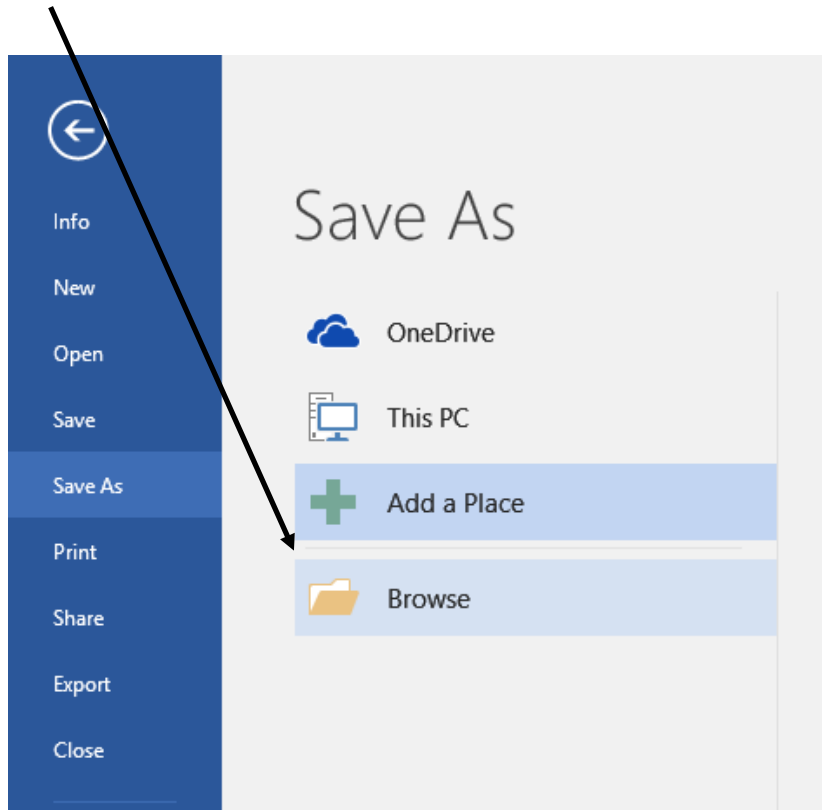 Info
New
Open
Save
Save As
Print
Share
Export
Close
Save As
OneDrive
This PC
Add a Place
Browse